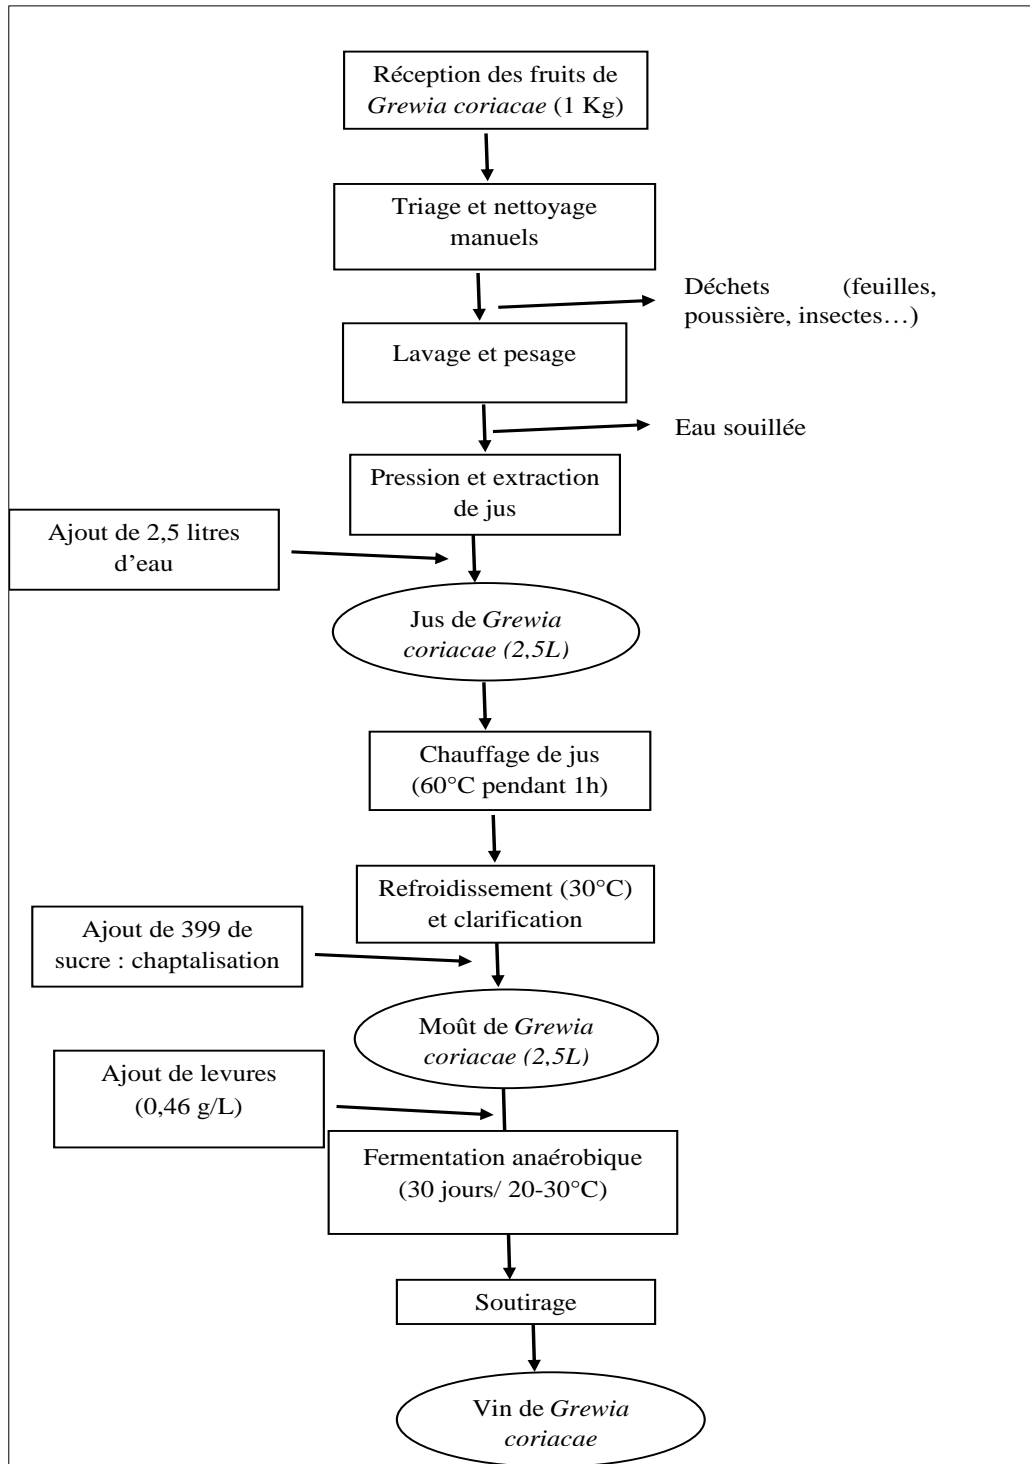 Réception des fruits de
Grewia coriacae (1 Kg)
Triage et nettoyage
manuels
Déchets (feuilles,
poussière, insectes…)
Lavage et pesage
Eau souillée
Pression et extraction
de jus
Ajout de 2,5 litres
d’eau
Jus de Grewia
coriacae (2,5L)
Chauffage de jus
(60°C pendant 1h)
Refroidissement (30°C)
et clarification
Ajout de 399 de
sucre : chaptalisation
Moût de Grewia
coriacae (2,5L)
Ajout de levures
(0,46 g/L)
Fermentation anaérobique
(30 jours/ 20-30°C)
Soutirage
Vin de Grewia
coriacae